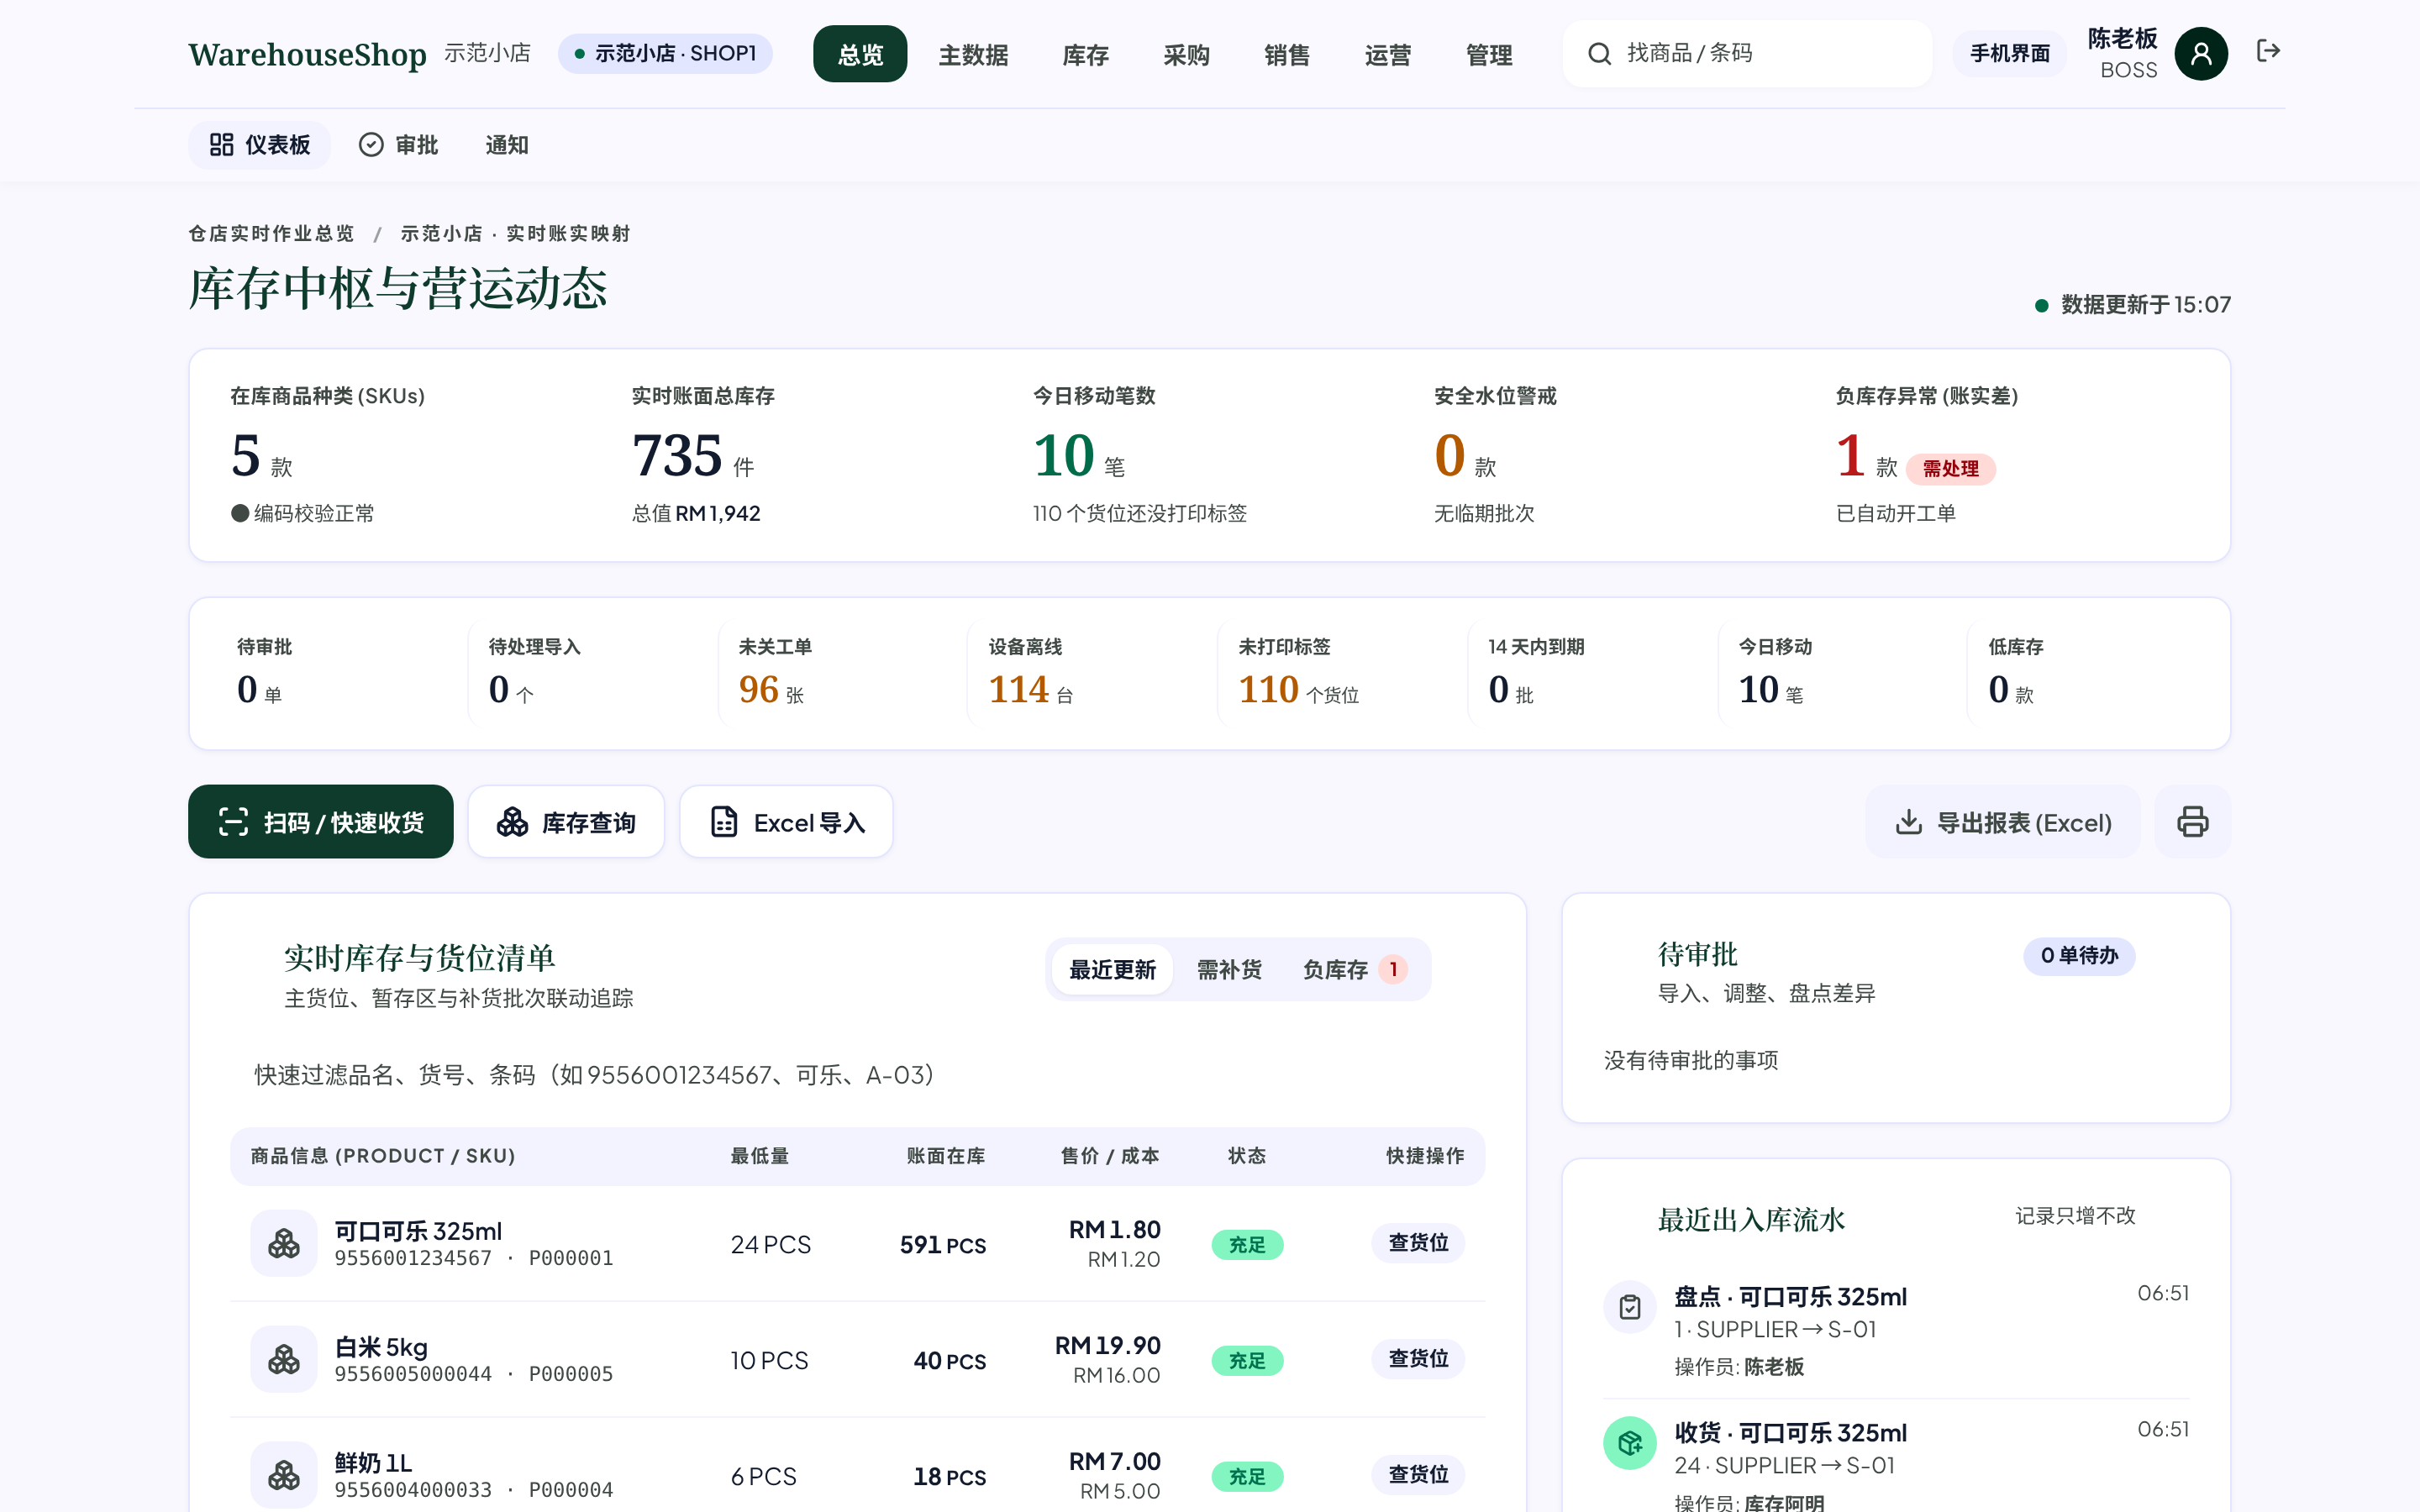 WarehouseShop 示范小店 示范小店 · SHOP1 总览 主数据 库存 采购 销售 运营 管理 找商品 / 条码 手机界面 陈老板
BOSS
仪表板 审批 通知
仓店实时作业总览 / 示范小店 · 实时账实映射
库存中枢与营运动态
数据更新于 15:07
在库商品种类 (SKUs) 实时账面总库存 今日移动笔数 安全水位警戒 负库存异常 (账实差)
5 款 735 件 10 笔 0 款 1 款 需处理
编码校验正常 总值 RM 1,942 110 个货位还没打印标签 无临期批次 已自动开工单
待审批 待处理导入 未关工单 设备离线 未打印标签 14 天内到期 今日移动 低库存
0 单 0 个 96 张 114 台 110 个货位 0 批 10 笔 0 款
扫码 / 快速收货 库存查询 Excel 导入 导出报表 (Excel)
实时库存与货位清单
主货位、暂存区与补货批次联动追踪
最近更新 需补货 负库存 1
快速过滤品名、货号、条码（如 9556001234567、可乐、A-03）
商品信息 (PRODUCT / SKU) 最低量 账面在库 售价 / 成本 状态 快捷操作
可口可乐 325ml
9556001234567 · P000001
24 PCS 591 PCS RM 1.80
RM 1.20
充足 查货位
白米 5kg
9556005000044 · P000005
10 PCS 40 PCS RM 19.90
RM 16.00
充足 查货位
鲜奶 1L
9556004000033 · P000004
6 PCS 18 PCS RM 7.00
RM 5.00
充足 查货位
待审批 0 单待办
导入、调整、盘点差异
没有待审批的事项
最近出入库流水 记录只增不改
盘点 · 可口可乐 325ml 06:51
1 · SUPPLIER → S-01
操作员: 陈老板
收货 · 可口可乐 325ml 06:51
24 · SUPPLIER → S-01
操作员: 库存阿明